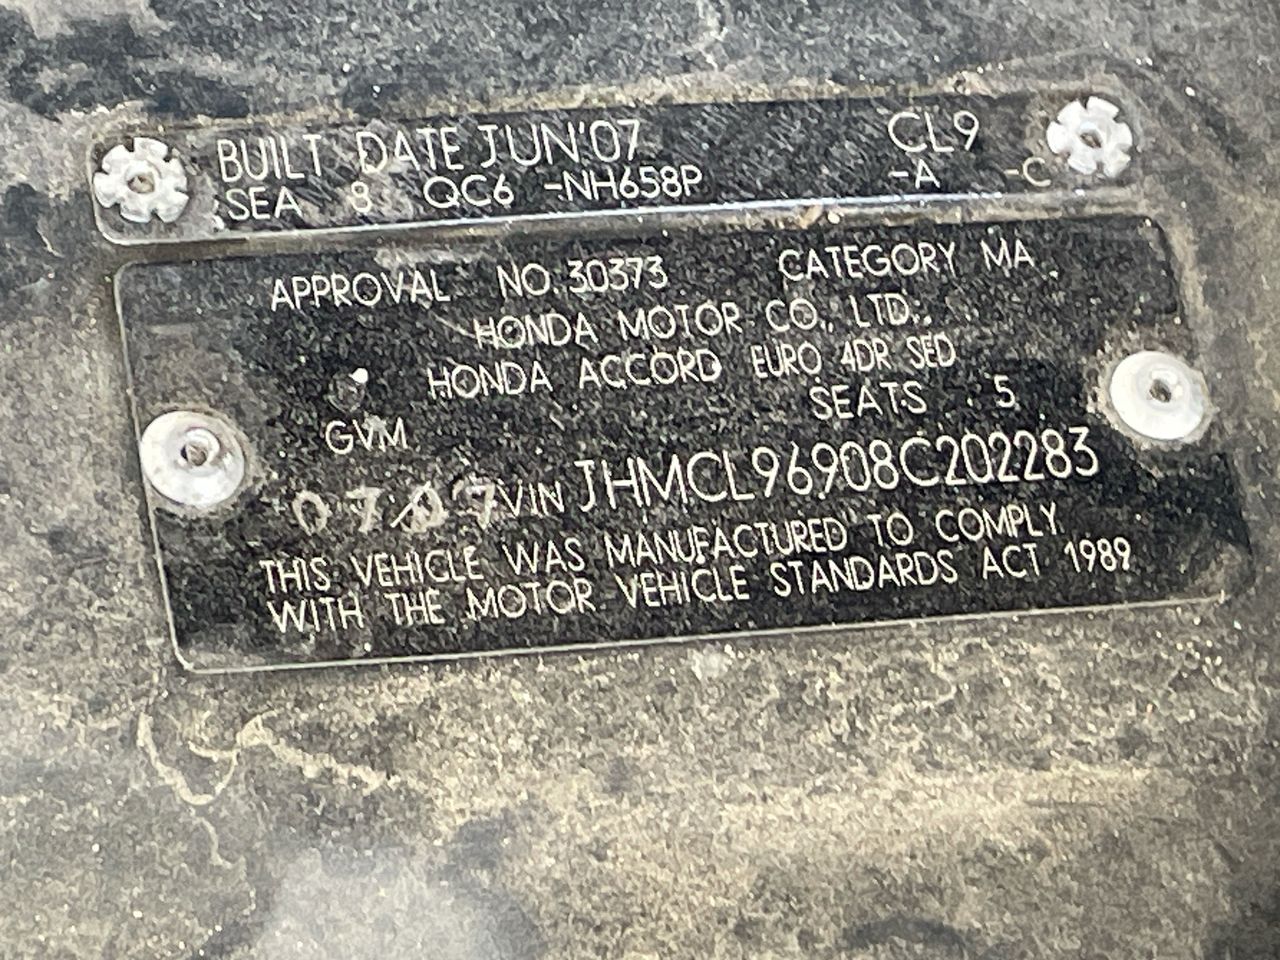 BUILT DATE JUN'07 CL9
SEA 8 QC6 -NH658P -A -C
APPROVAL NO. 30373 CATEGORY MA
HONDA MOTOR CO., LTD.
HONDA ACCORD EURO 4DR SED
SEATS 5
GVM
07/07 VIN JHMCL96908C202283
THIS VEHICLE WAS MANUFACTURED TO COMPLY
WITH THE MOTOR VEHICLE STANDARDS ACT 1989